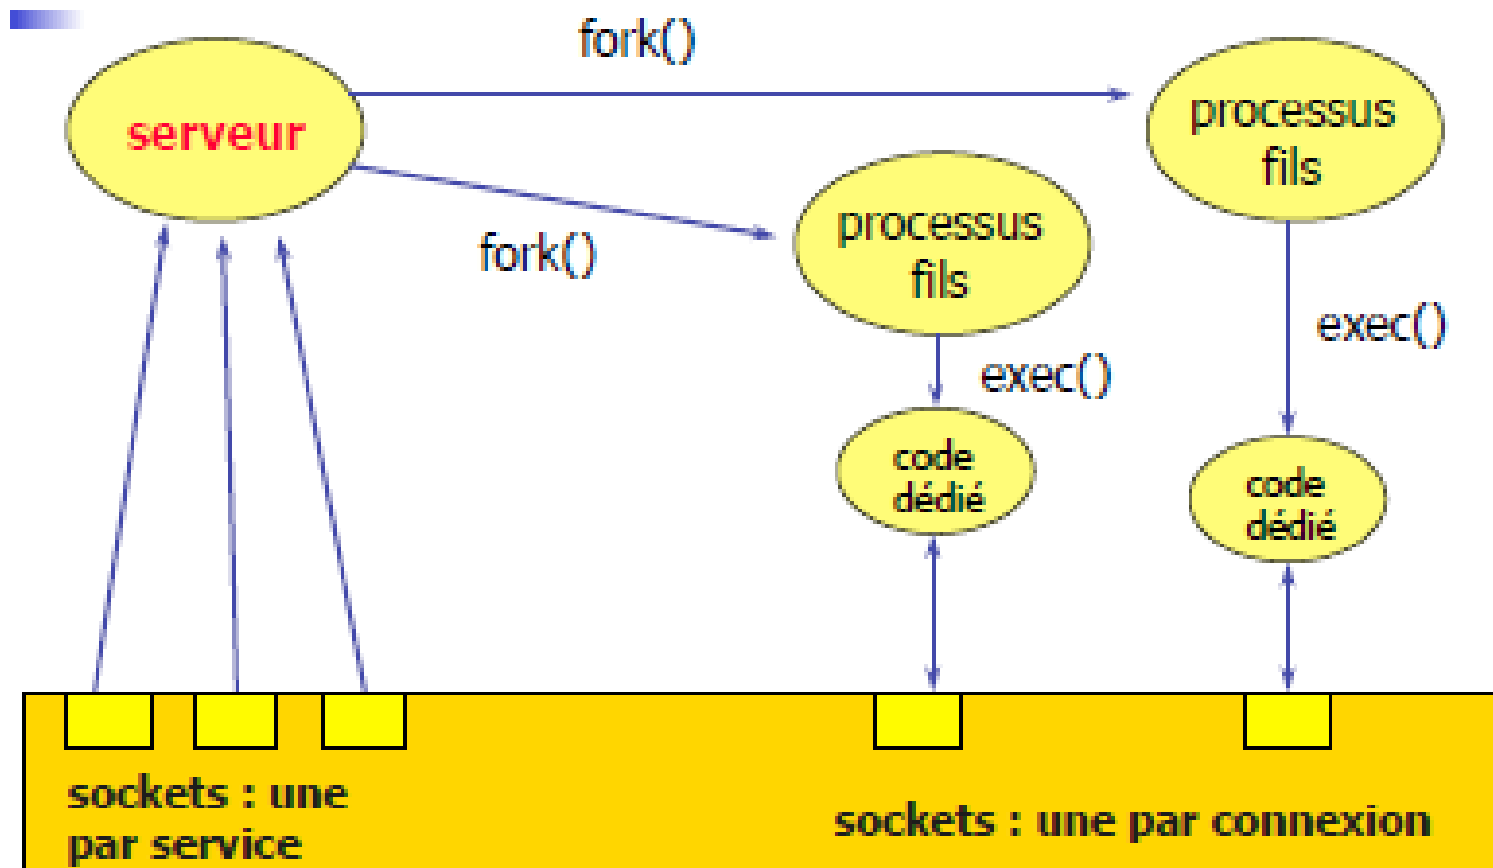 fork()
serveur
processus
fils
fork()
processus
fils
exec()
exec()
code
dédié
code
dédié
sockets : une
par service
sockets : une par connexion